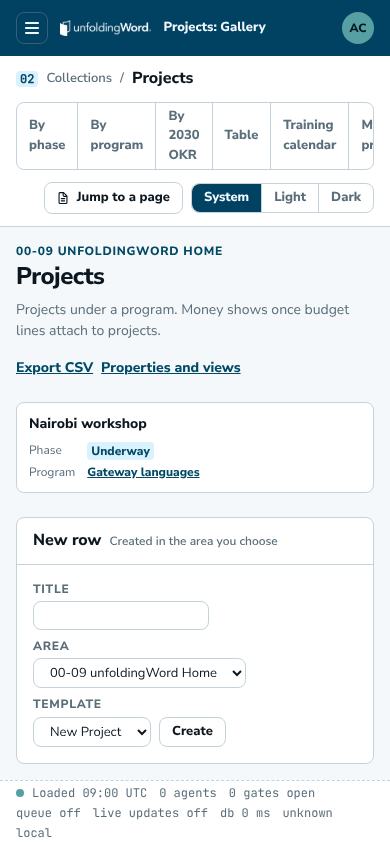 unfoldingWord. Projects: Gallery AC
02 Collections / Projects
By phase By program By 2030 OKR Table Training calendar
Jump to a page System Light Dark
00-09 UNFOLDINGWORD HOME
Projects
Projects under a program. Money shows once budget
lines attach to projects.
Export CSV Properties and views
Nairobi workshop
Phase Underway
Program Gateway languages
New row Created in the area you choose
TITLE
AREA
00-09 unfoldingWord Home
TEMPLATE
New Project Create
Loaded 09:00 UTC 0 agents 0 gates open
queue off live updates off db 0 ms unknown
local